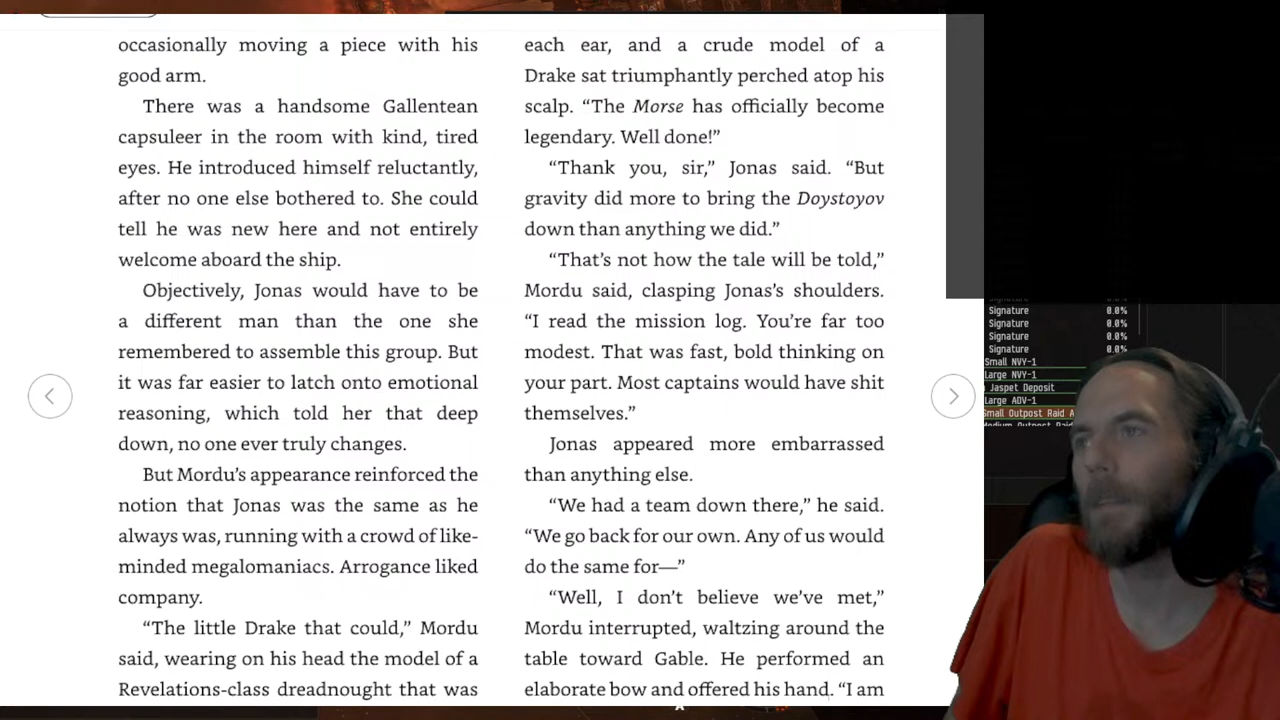 occasionally moving a piece with his
good arm.
There was a handsome Gallentean
capsuleer in the room with kind, tired
eyes. He introduced himself reluctantly,
after no one else bothered to. She could
tell he was new here and not entirely
welcome aboard the ship.
Objectively, Jonas would have to be
a different man than the one she
remembered to assemble this group. But
it was far easier to latch onto emotional
reasoning, which told her that deep
down, no one ever truly changes.
But Mordu’s appearance reinforced the
notion that Jonas was the same as he
always was, running with a crowd of like-
minded megalomaniacs. Arrogance liked
company.
“The little Drake that could,” Mordu
said, wearing on his head the model of a
Revelations-class dreadnought that was
each ear, and a crude model of a
Drake sat triumphantly perched atop his
scalp. “The Morse has officially become
legendary. Well done!”
“Thank you, sir,” Jonas said. “But
gravity did more to bring the Doystoyov
down than anything we did.”
“That’s not how the tale will be told,”
Mordu said, clasping Jonas’s shoulders.
“I read the mission log. You’re far too
modest. That was fast, bold thinking on
your part. Most captains would have shit
themselves.”
Jonas appeared more embarrassed
than anything else.
“We had a team down there,” he said.
“We go back for our own. Any of us would
do the same for—”
“Well, I don’t believe we’ve met,”
Mordu interrupted, waltzing around the
table toward Gable. He performed an
elaborate bow and offered his hand. “I am
Signature 0.0%
Signature 0.0%
Signature 0.0%
Signature 0.0%
Small NVY-1
Large NVY-1
Jaspet Deposit
Large ADV-1
Small Outpost Raid A
Medium Outpost Raid
A